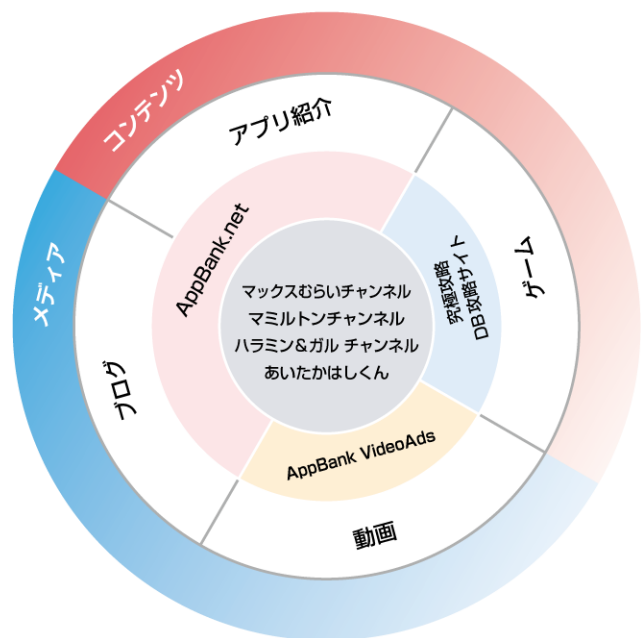 コンテンツ
メディア
アプリ紹介
ゲーム
ブログ
動画
AppBank.net
究極攻略
DB攻略サイト
AppBank VideoAds
マックスむらいチャンネル
マミルトンチャンネル
ハラミン&ガル チャンネル
あいたかはしくん